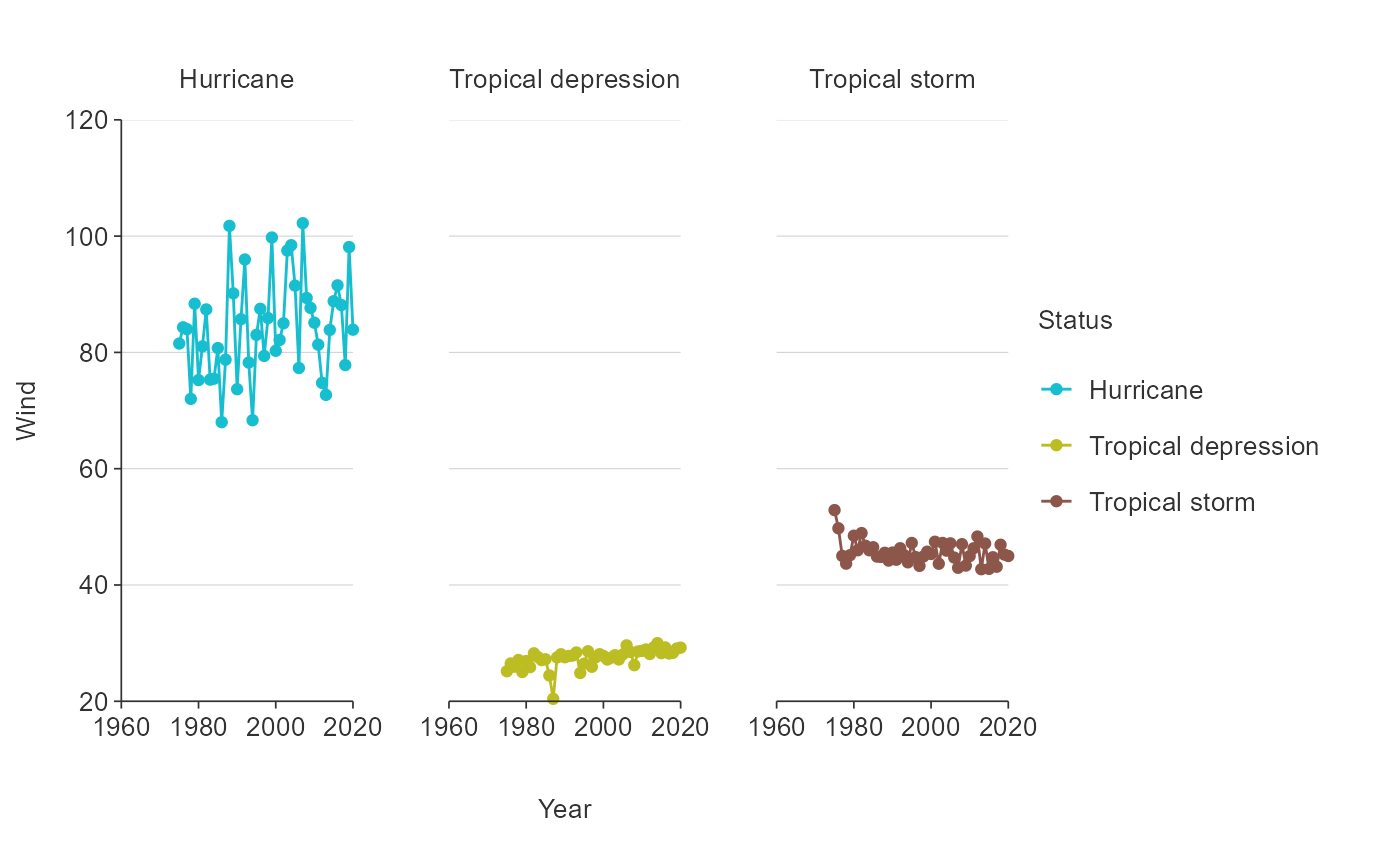 Hurricane Tropical depression Tropical storm
120
100
80
60
40
20
Wind
1960 1980 2000 2020 1960 1980 2000 2020 1960 1980 2000 2020
Year
Status
Hurricane
Tropical depression
Tropical storm